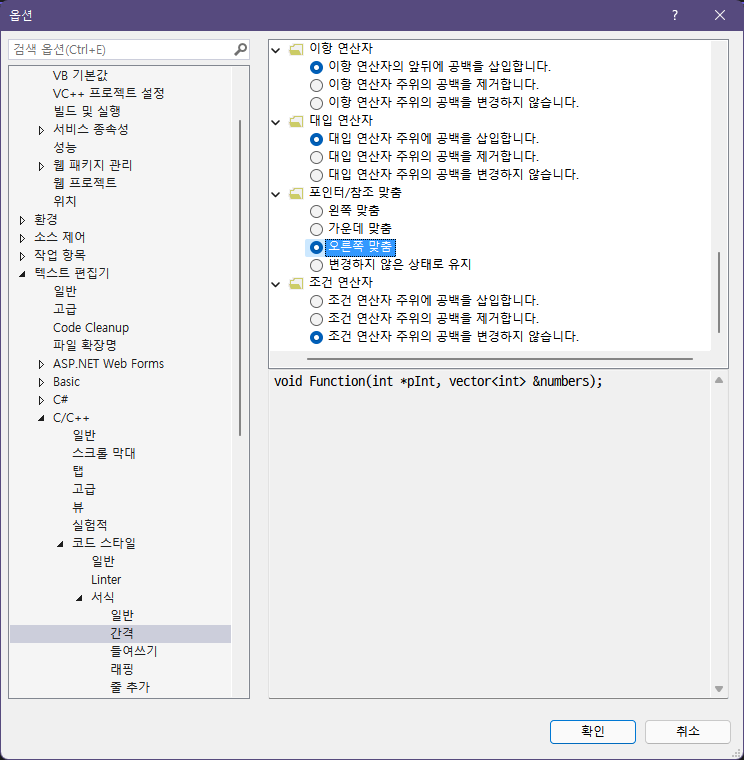 옵션
?
검색 옵션(Ctrl+E)
VB 기본값
VC++ 프로젝트 설정
빌드 및 실행
서비스 종속성
성능
웹 패키지 관리
웹 프로젝트
위치
환경
소스 제어
작업 항목
텍스트 편집기
일반
고급
Code Cleanup
파일 확장명
ASP.NET Web Forms
Basic
C#
C/C++
일반
스크롤 막대
탭
고급
뷰
실험적
코드 스타일
일반
Linter
서식
일반
간격
들여쓰기
래핑
줄 추가
이항 연산자
이항 연산자의 앞뒤에 공백을 삽입합니다.
이항 연산자 주위의 공백을 제거합니다.
이항 연산자 주위의 공백을 변경하지 않습니다.
대입 연산자
대입 연산자 주위에 공백을 삽입합니다.
대입 연산자 주위의 공백을 제거합니다.
대입 연산자 주위의 공백을 변경하지 않습니다.
포인터/참조 맞춤
왼쪽 맞춤
가운데 맞춤
오른쪽 맞춤
변경하지 않은 상태로 유지
조건 연산자
조건 연산자 주위에 공백을 삽입합니다.
조건 연산자 주위의 공백을 제거합니다.
조건 연산자 주위의 공백을 변경하지 않습니다.
void Function(int *pInt, vector<int> &numbers);
확인
취소